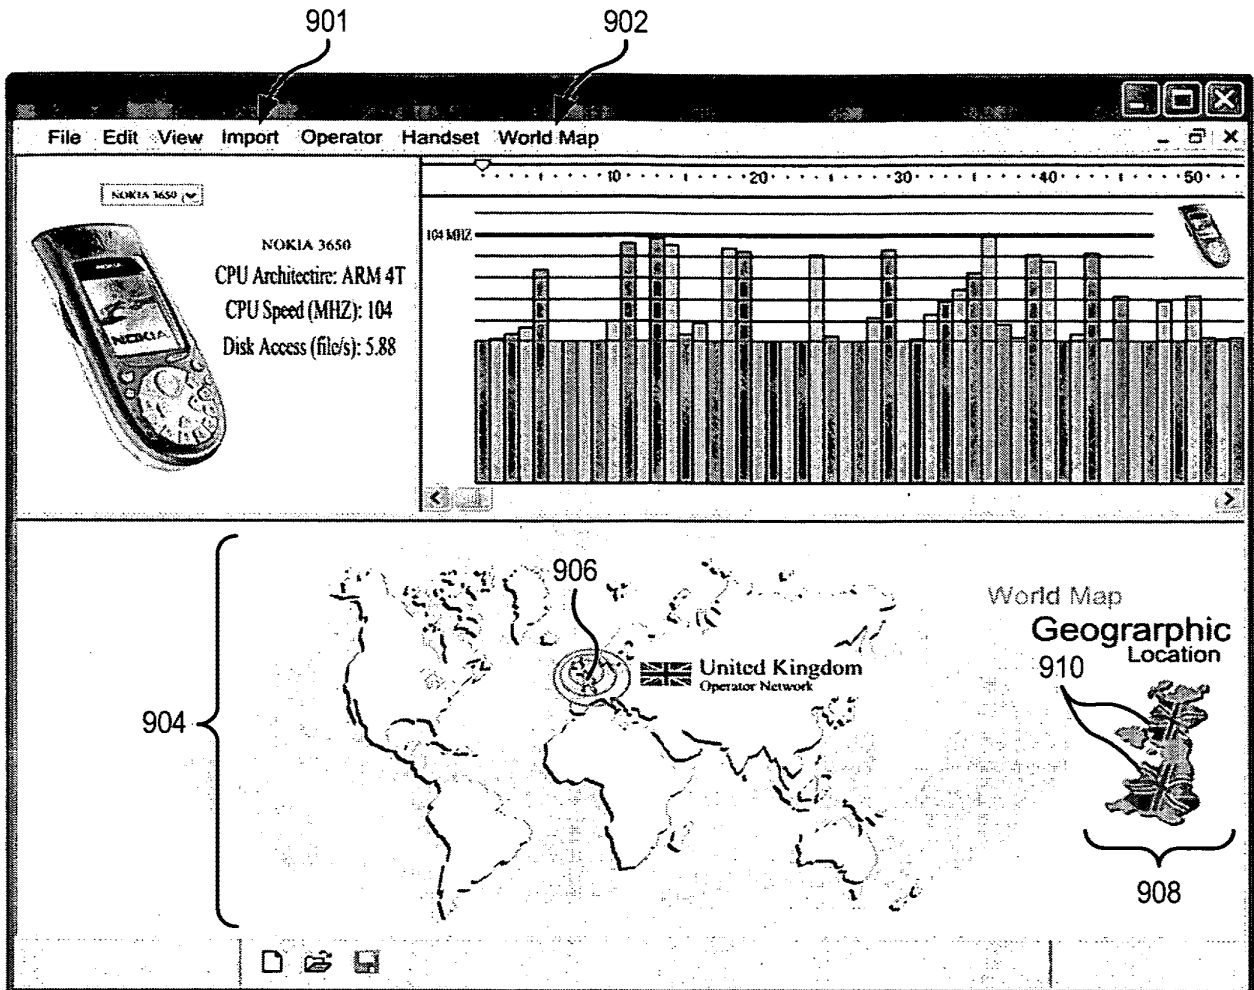 901 902
File Edit View Import Operator Handset World Map
10 20 30 40 50
NOKIA 3650
104 MHZ
NOKIA 3650
CPU Architectire: ARM 4T
CPU Speed (MHZ): 104
Disk Access (file/s): 5.88
NOKIA
906
World Map
Geograrphic
Location
United Kingdom
Operator Network
910
904
908